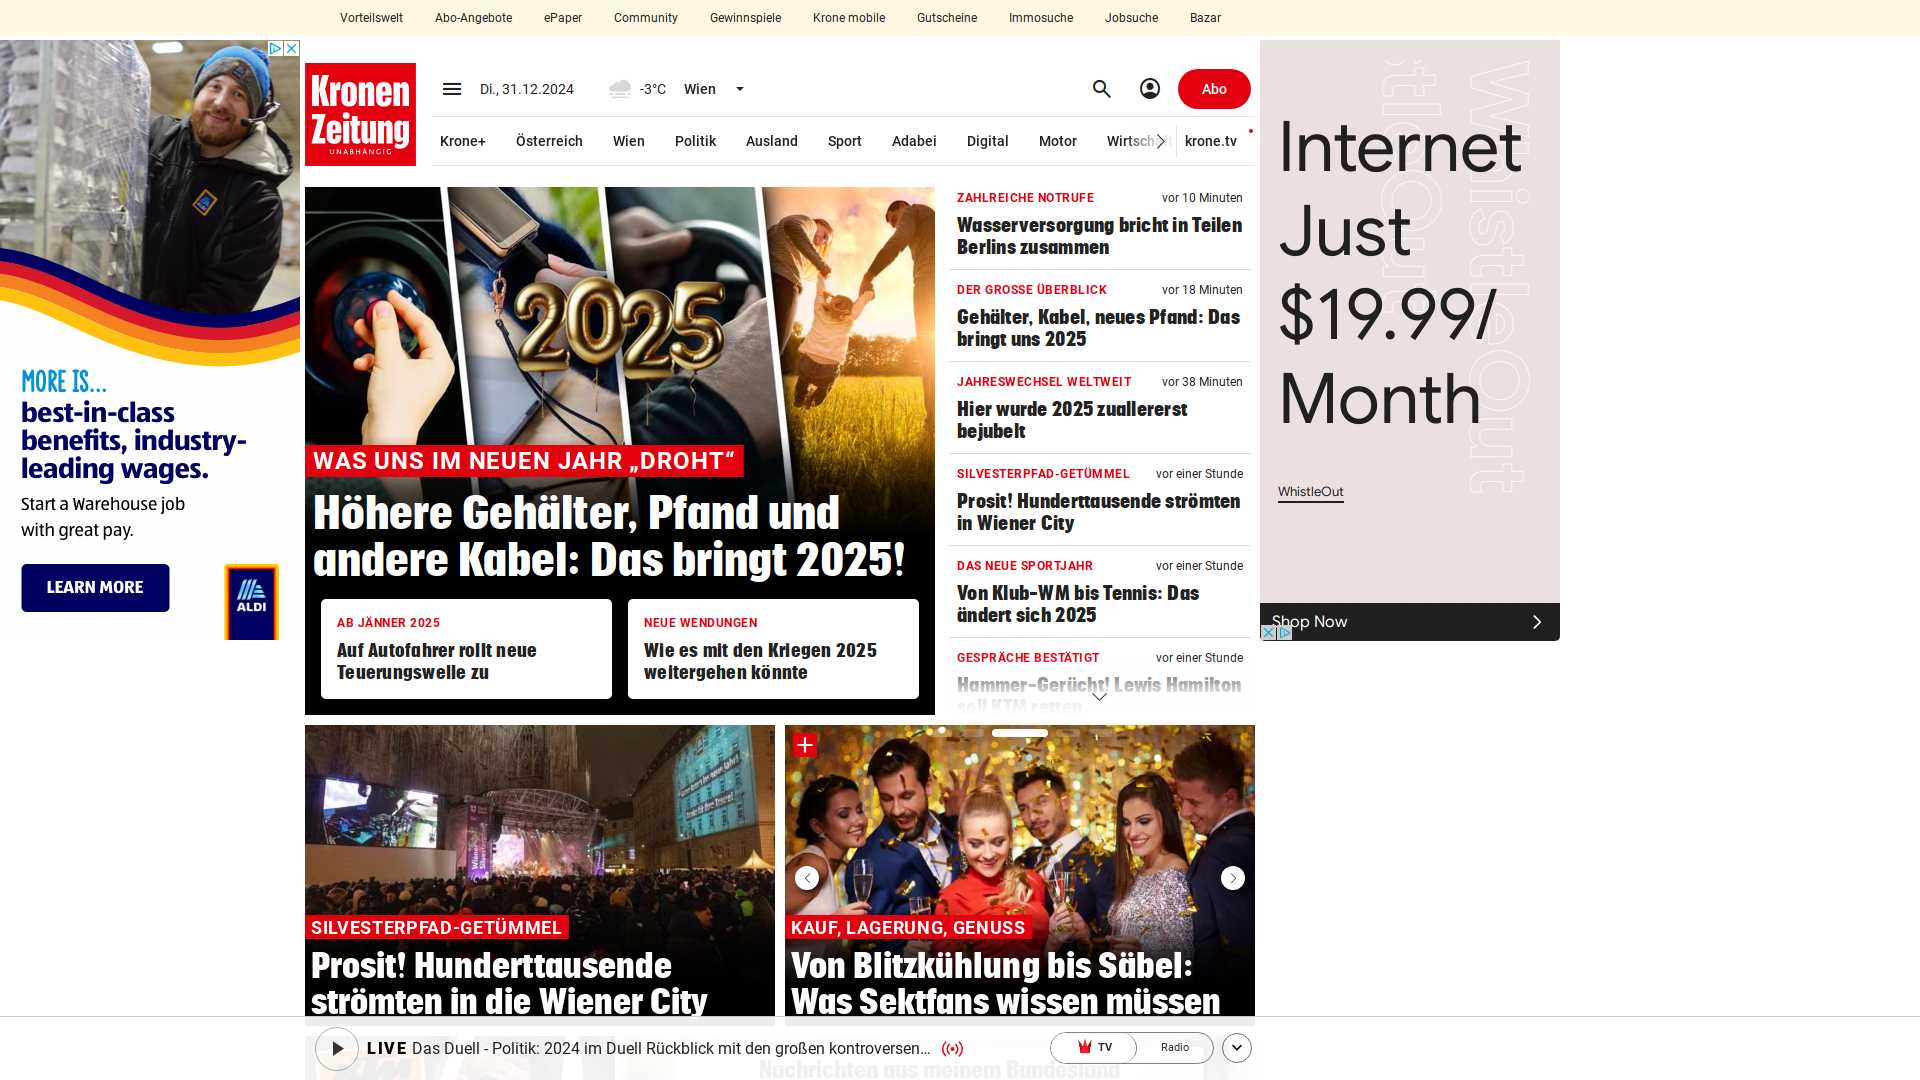 Vorteilswelt
Abo-Angebote
ePaper
Community
Gewinnspiele
Krone mobile
Gutscheine
Immosuche
Jobsuche
Bazar
Kronen
Zeitung
UNABHÄNGIG
Di., 31.12.2024
-3°C
Wien
Abo
Krone+
Österreich
Wien
Politik
Ausland
Sport
Adabei
Digital
Motor
krone.tv
MORE IS...
best-in-class
benefits, industry-
leading wages.
Start a Warehouse job
with great pay.
LEARN MORE
ALDI
2025
WAS UNS IM NEUEN JAHR „DROHT“
Höhere Gehälter, Pfand und
andere Kabel: Das bringt 2025!
AB JÄNNER 2025
Auf Autofahrer rollt neue
Teuerungswelle zu
NEUE WENDUNGEN
Wie es mit den Kriegen 2025
weitergehen könnte
ZAHLREICHE NOTRUFE
vor 10 Minuten
Wasserversorgung bricht in Teilen
Berlins zusammen
DER GROSSE ÜBERBLICK
vor 18 Minuten
Gehälter, Kabel, neues Pfand: Das
bringt uns 2025
JAHRESWECHSEL WELTWEIT
vor 38 Minuten
Hier wurde 2025 zuallererst
bejubelt
SILVESTERPFAD-GETÜMMEL
vor einer Stunde
Prosit! Hunderttausende strömten
in Wiener City
DAS NEUE SPORTJAHR
vor einer Stunde
Von Klub-WM bis Tennis: Das
ändert sich 2025
GESPRÄCHE BESTÄTIGT
vor einer Stunde
Hammer-Gerücht! Lewis Hamilton
soll KTM retten
Internet
Just
$19.99/
Month
WhistleOut
WhistleOut
Shop Now
SILVESTERPFAD-GETÜMMEL
Prosit! Hunderttausende
strömten in die Wiener City
KAUF, LAGERUNG, GENUSS
Von Blitzkühlung bis Säbel:
Was Sektfans wissen müssen
LIVE Das Duell - Politik: 2024 im Duell Rückblick mit den großen kontroversen...
TV
Radio
Nachrichten aus meinem Bundesland